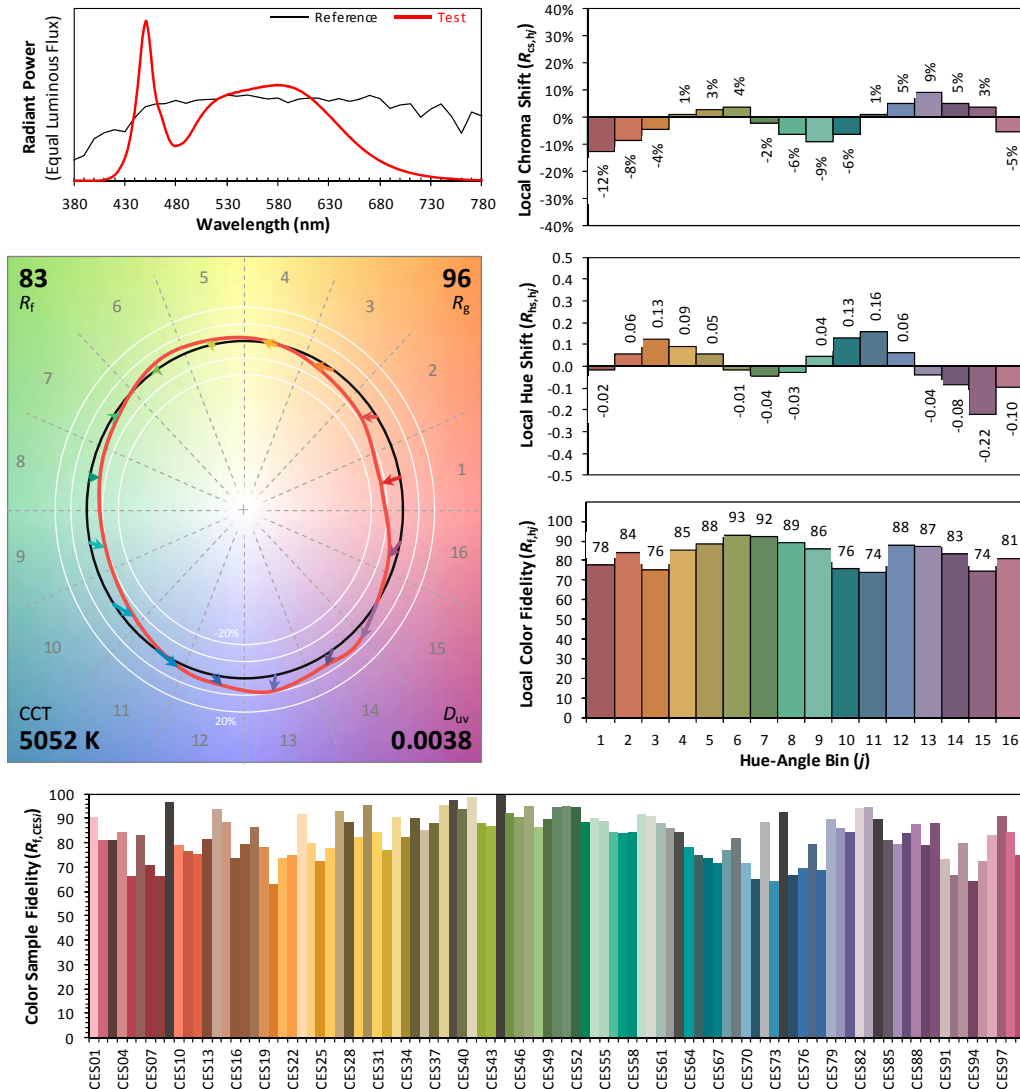 Radiant Power
(Equal Luminous Flux)
Reference Test
380 430 480 530 580 630 680 730 780
Wavelength (nm)
Local Chroma Shift (Rcs,hj)
40%
30%
20%
10%
0%
-10%
-20%
-30%
-40%
-12% -8% -4% 1% 3% 4% -2% -6% -9% -6% 1% 5% 9% 5% 3% -5%
83
Rf
96
Rg
5 4
6 3
7 2
8 1
9 16
10 15
11 14
12 13
-20%
20%
CCT
5052 K
Duv
0.0038
Local Hue Shift (Rhs,hj)
0.5
0.4
0.3
0.2
0.1
0.0
-0.1
-0.2
-0.3
-0.4
-0.5
-0.02 0.06 0.13 0.09 0.05 -0.01 -0.04 -0.03 0.04 0.13 0.16 0.06 -0.04 -0.08 -0.22 -0.10
Local Color Fidelity (Rf,hj)
100
90
80
70
60
50
40
30
20
10
0
78 84 76 85 88 93 92 89 86 76 74 88 87 83 74 81
1 2 3 4 5 6 7 8 9 10 11 12 13 14 15 16
Hue-Angle Bin (j)
Color Sample Fidelity (Rf,CESi)
100
90
80
70
60
50
40
30
20
10
0
CES01 CES04 CES07 CES10 CES13 CES16 CES19 CES22 CES25 CES28 CES31 CES34 CES37 CES40 CES43 CES46 CES49 CES52 CES55 CES58 CES61 CES64 CES67 CES70 CES73 CES76 CES79 CES82 CES85 CES88 CES91 CES94 CES97